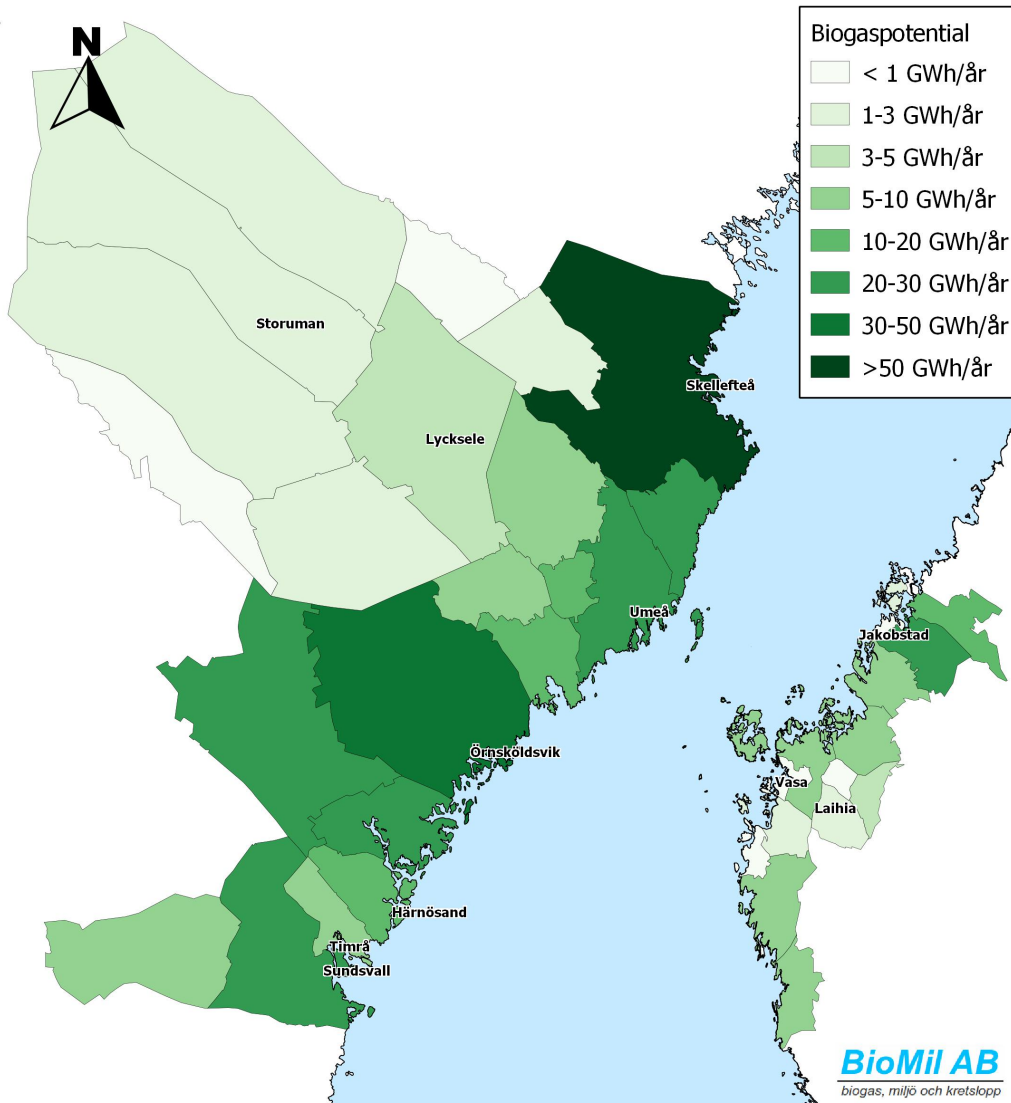 N
Biogaspotential
< 1 GWh/år
1-3 GWh/år
3-5 GWh/år
5-10 GWh/år
10-20 GWh/år
20-30 GWh/år
30-50 GWh/år
>50 GWh/år
Storuman
Skellefteå
Lycksele
Umeå
Jakobstad
Örnsköldsvik
Vasa
Laihia
Härnösand
Timrå
Sundsvall
BioMil AB
biogas, miljö och kretslopp